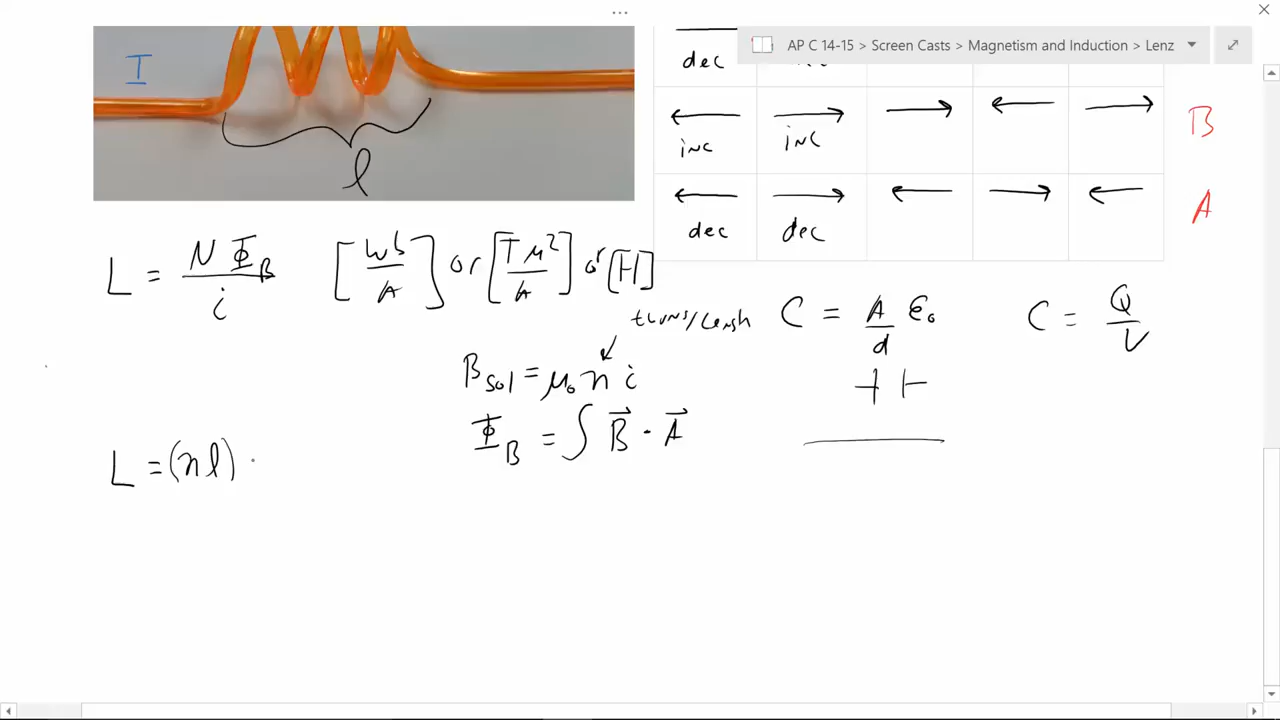 ...
AP C 14-15 > Screen Casts > Magnetism and Induction > Lenz
I
dec
inc inc B
l
dec dec A
L = N Φ_B / i [Wb/A] or [T m²/A] or [H]
turns/length
C = A/d ε₀ C = Q/V
B_sol = μ₀ n i
Φ_B = ∫ B⃗ · A⃗
L = (nl)